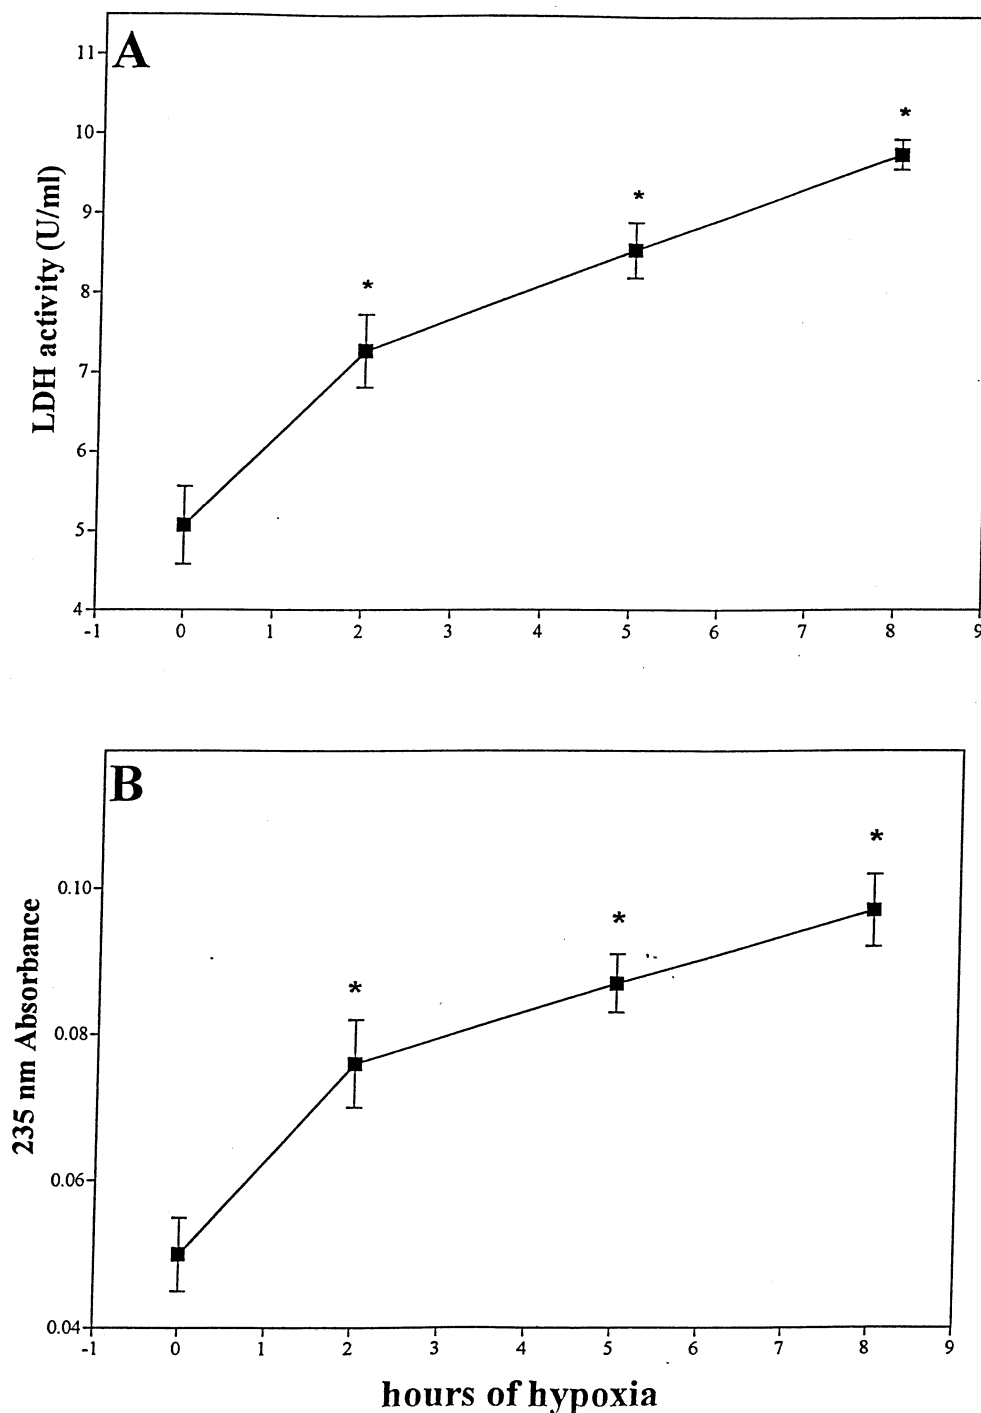 A
11
10
9
8
7
6
5
4
LDH activity (U/ml)
* * *
-1 0 1 2 3 4 5 6 7 8 9
B
0.10
0.08
0.06
0.04
235 nm Absorbance
* * *
-1 0 1 2 3 4 5 6 7 8 9
hours of hypoxia